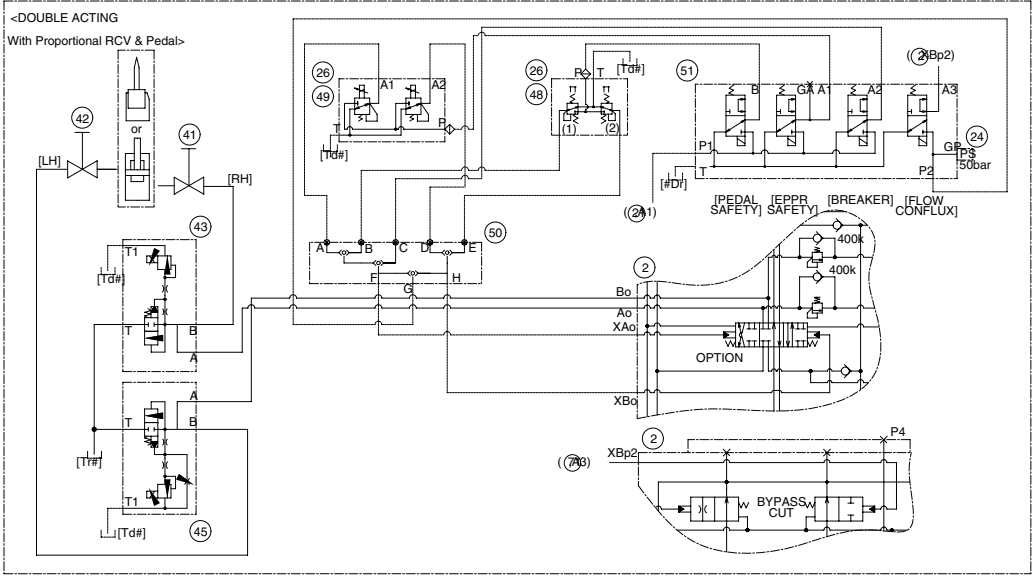 <DOUBLE ACTING
With Proportional RCV & Pedal>
or
42
41
[LH]
[RH]
43
T1
[Td#]
T
B
A
A
T
B
[Tr#]
T1
[Td#]
45
26
49
A1
A2
T
P
[Td#]
26
48
P
T
[Td#]
(1)
(2)
51
B
GA
A1
A2
A3
P1
T
[#Dr]
P2
GP
PS
50bar
24
[PEDAL SAFETY]
[EPPR SAFETY]
[BREAKER]
[FLOW CONFLUX]
50
A
B
C
D
E
F
G
H
2
400k
400k
Bo
Ao
XAo
OPTION
XBo
2
P4
XBp2
BYPASS
CUT